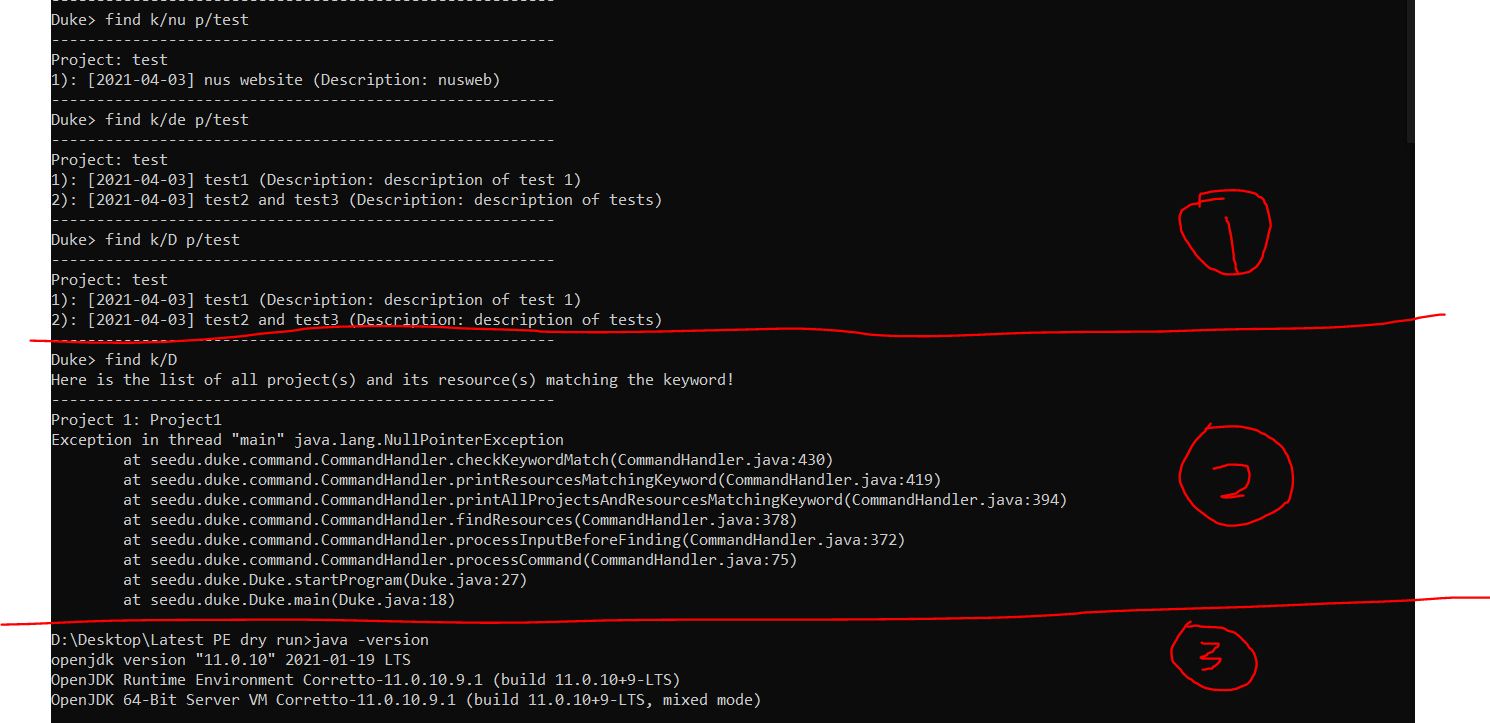 Duke> find k/nu p/test
--------------------------------------------------------
Project: test
1): [2021-04-03] nus website (Description: nusweb)
--------------------------------------------------------
Duke> find k/de p/test
--------------------------------------------------------
Project: test
1): [2021-04-03] test1 (Description: description of test 1)
2): [2021-04-03] test2 and test3 (Description: description of tests)
--------------------------------------------------------
Duke> find k/D p/test
--------------------------------------------------------
Project: test
1): [2021-04-03] test1 (Description: description of test 1)
2): [2021-04-03] test2 and test3 (Description: description of tests)
1
--------------------------------------------------------
Duke> find k/D
Here is the list of all project(s) and its resource(s) matching the keyword!
--------------------------------------------------------
Project 1: Project1
Exception in thread "main" java.lang.NullPointerException
at seedu.duke.command.CommandHandler.checkKeywordMatch(CommandHandler.java:430)
at seedu.duke.command.CommandHandler.printResourcesMatchingKeyword(CommandHandler.java:419)
at seedu.duke.command.CommandHandler.printAllProjectsAndResourcesMatchingKeyword(CommandHandler.java:394)
at seedu.duke.command.CommandHandler.findResources(CommandHandler.java:378)
at seedu.duke.command.CommandHandler.processInputBeforeFinding(CommandHandler.java:372)
at seedu.duke.command.CommandHandler.processCommand(CommandHandler.java:75)
at seedu.duke.Duke.startProgram(Duke.java:27)
at seedu.duke.Duke.main(Duke.java:18)
2
D:\Desktop\Latest PE dry run>java -version
openjdk version "11.0.10" 2021-01-19 LTS
OpenJDK Runtime Environment Corretto-11.0.10.9.1 (build 11.0.10+9-LTS)
OpenJDK 64-Bit Server VM Corretto-11.0.10.9.1 (build 11.0.10+9-LTS, mixed mode)
3